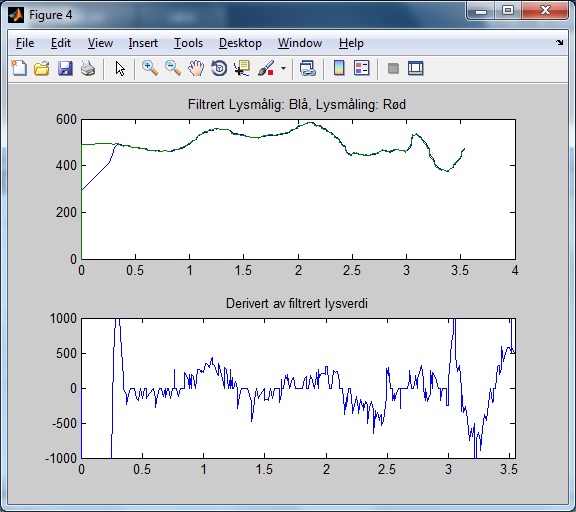 Figure 4
File Edit View Insert Tools Desktop Window Help
Filtrert Lysmålig: Blå, Lysmåling: Rød
600
400
200
0
0 0.5 1 1.5 2 2.5 3 3.5 4
Derivert av filtrert lysverdi
1000
500
0
-500
-1000
0 0.5 1 1.5 2 2.5 3 3.5